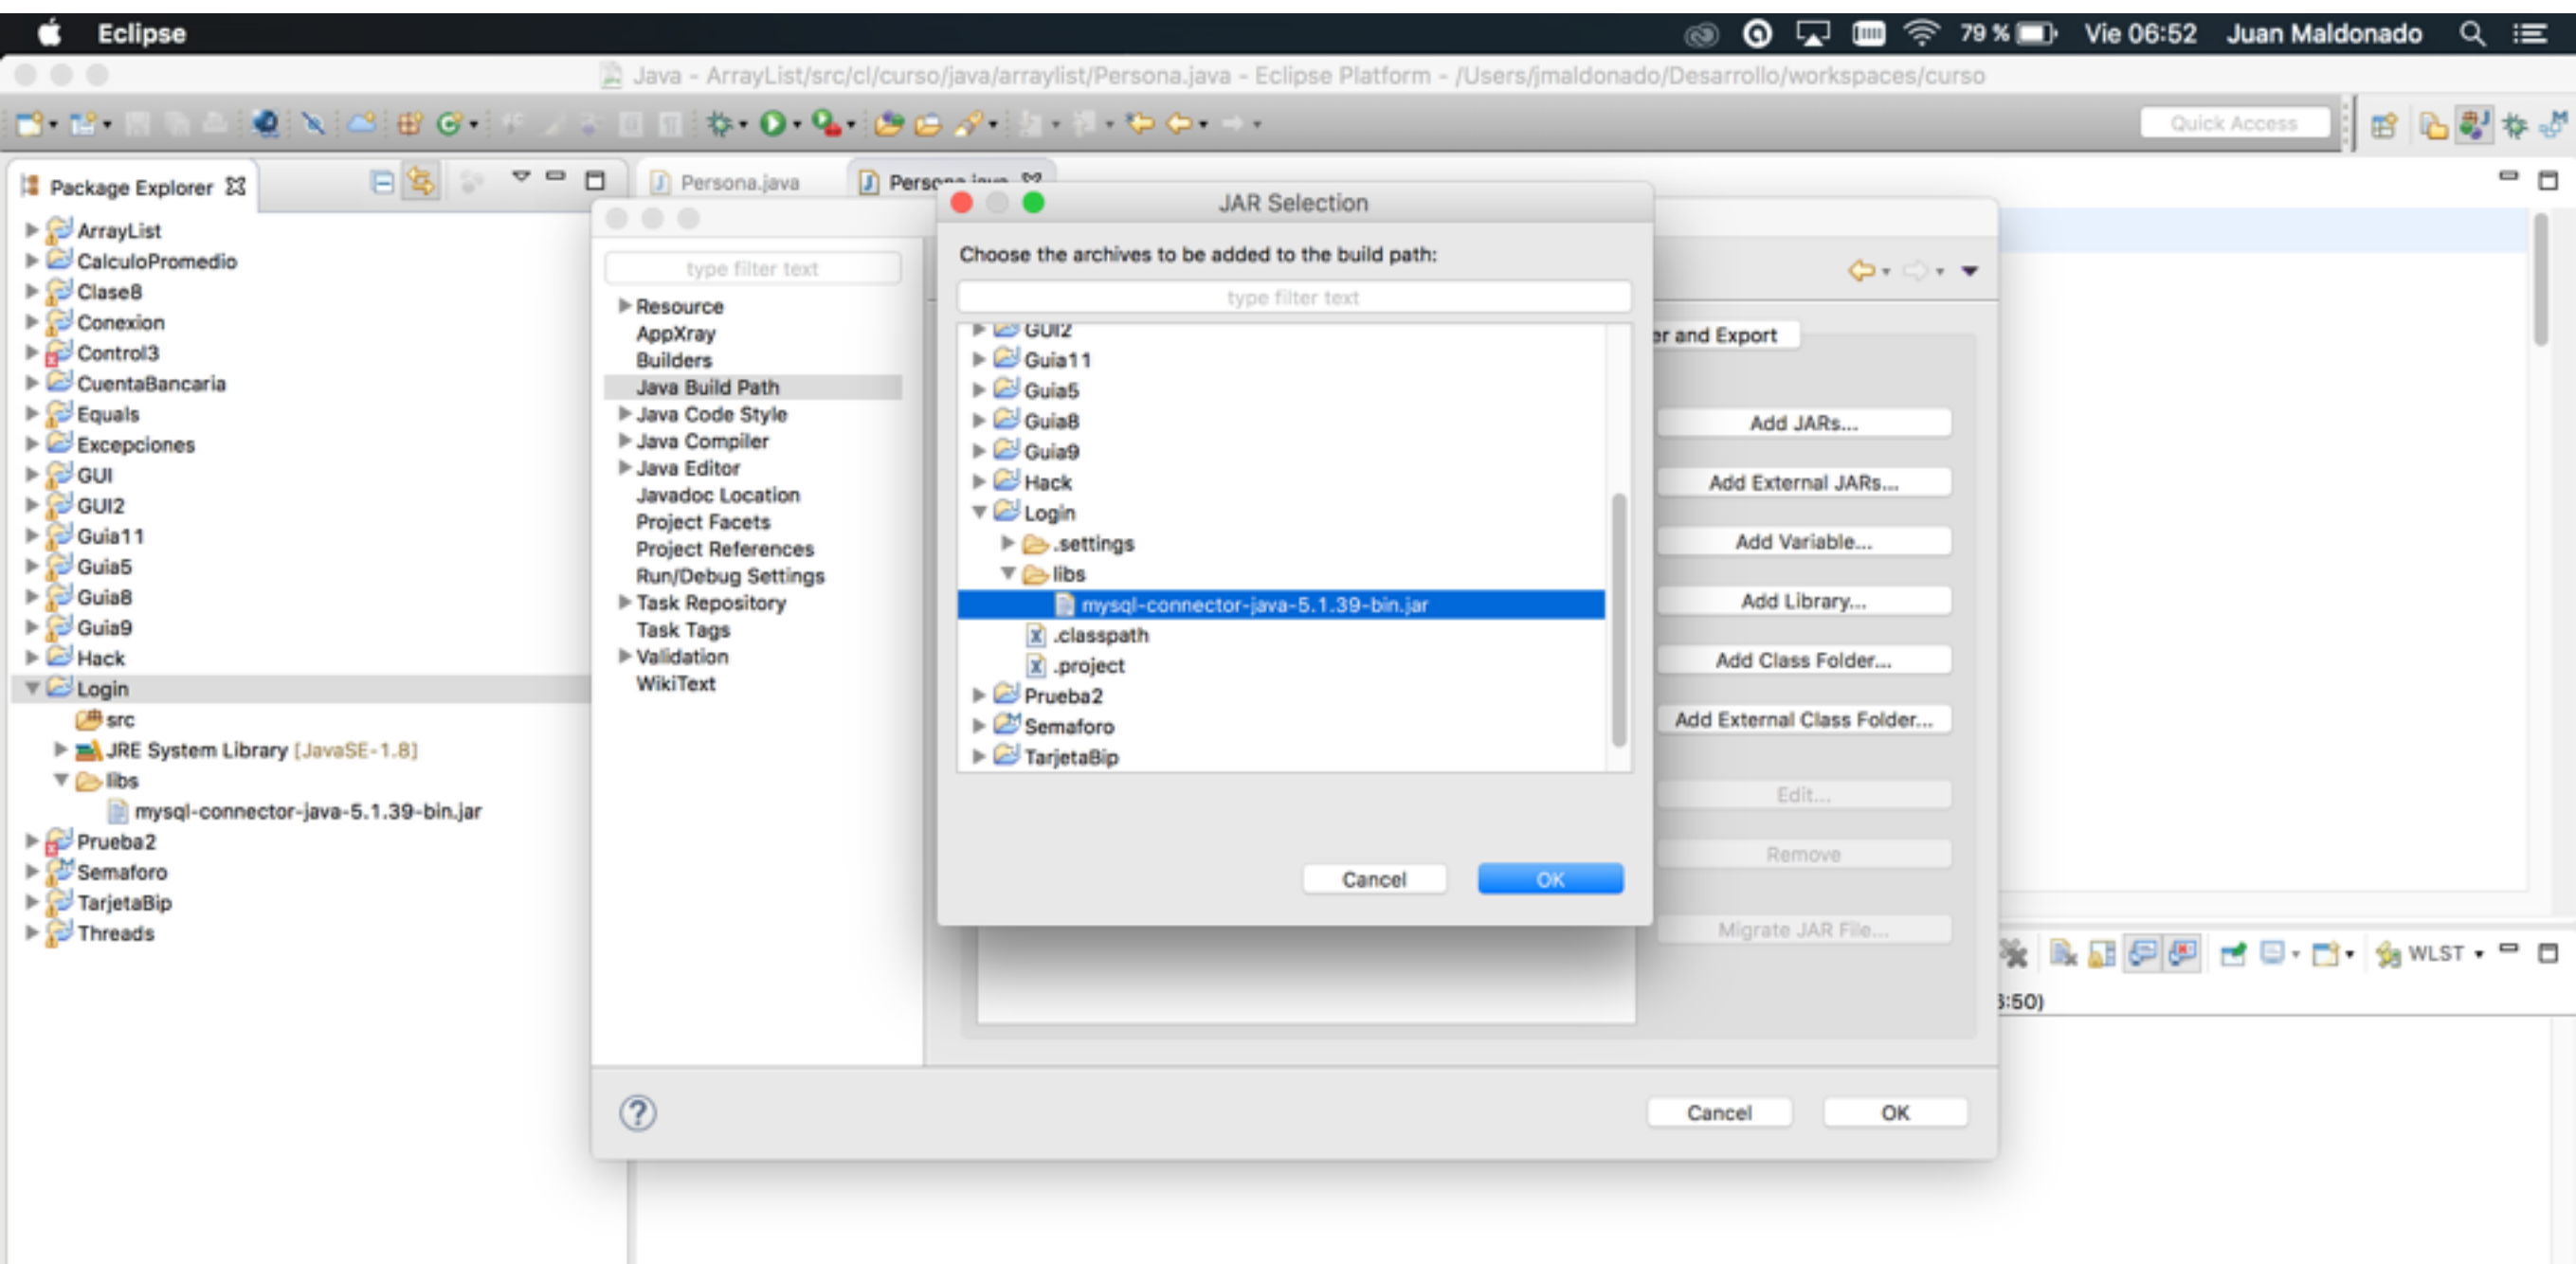 Eclipse
79 %
Vie 06:52
Juan Maldonado
Java - ArrayList/src/cl/curso/java/arraylist/Persona.java - Eclipse Platform - /Users/jmaldonado/Desarrollo/workspaces/curso
Quick Access
Package Explorer
ArrayList
CalculoPromedio
Clase8
Conexion
Control3
CuentaBancaria
Equals
Excepciones
GUI
GUI2
Guia11
Guia5
Guia8
Guia9
Hack
Login
src
JRE System Library [JavaSE-1.8]
libs
mysql-connector-java-5.1.39-bin.jar
Prueba2
Semaforo
TarjetaBip
Threads
Persona.java
Persona.java
type filter text
Resource
AppXray
Builders
Java Build Path
Java Code Style
Java Compiler
Java Editor
Javadoc Location
Project Facets
Project References
Run/Debug Settings
Task Repository
Task Tags
Validation
WikiText
JAR Selection
Choose the archives to be added to the build path:
type filter text
GUI2
Guia11
Guia5
Guia8
Guia9
Hack
Login
.settings
libs
mysql-connector-java-5.1.39-bin.jar
.classpath
.project
Prueba2
Semaforo
TarjetaBip
Cancel
OK
er and Export
Add JARs...
Add External JARs...
Add Variable...
Add Library...
Add Class Folder...
Add External Class Folder...
Edit...
Remove
Migrate JAR File...
Cancel
OK
WLST
:50)